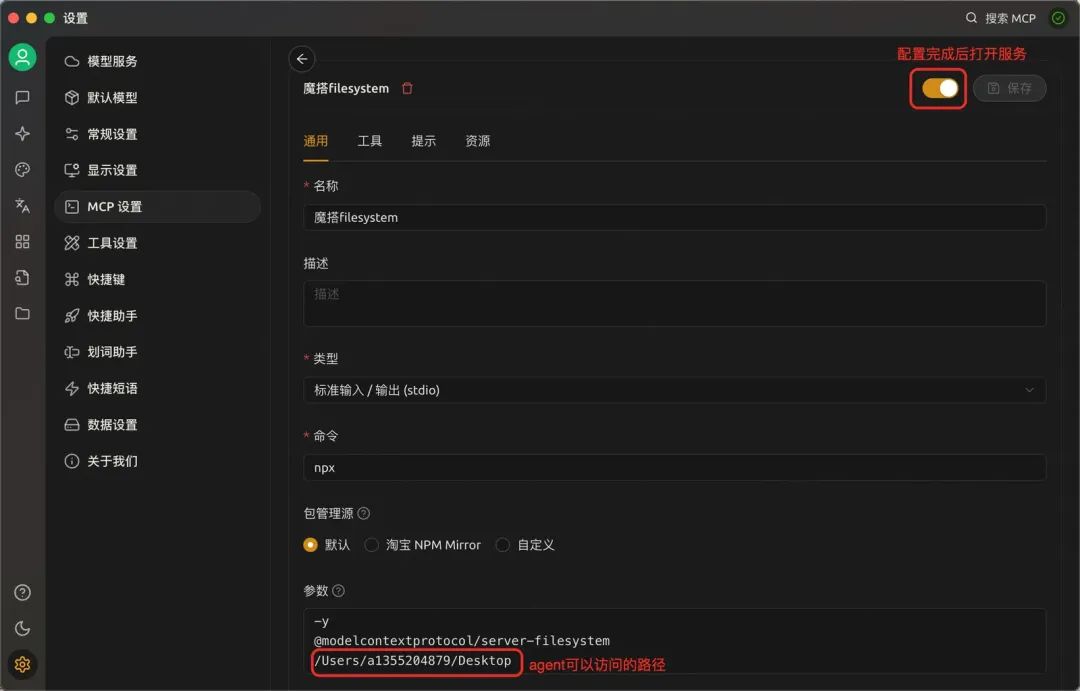 设置
搜索 MCP
模型服务
默认模型
常规设置
显示设置
MCP 设置
工具设置
快捷键
快捷助手
划词助手
快捷短语
数据设置
关于我们
配置完成后打开服务
魔搭filesystem
保存
通用 工具 提示 资源
* 名称
魔搭filesystem
描述
描述
* 类型
标准输入 / 输出 (stdio)
* 命令
npx
包管理源
默认 淘宝 NPM Mirror 自定义
参数
-y
@modelcontextprotocol/server-filesystem
/Users/a1355204879/Desktop agent可以访问的路径